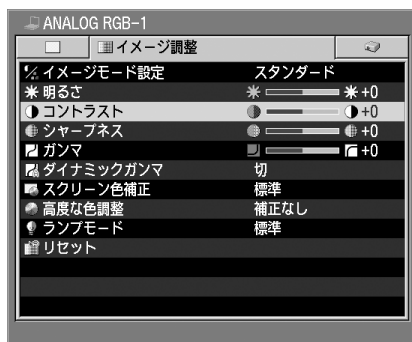 ANALOG RGB-1
イメージ調整
イメージモード設定 スタンダード
明るさ +0
コントラスト +0
シャープネス +0
ガンマ +0
ダイナミックガンマ 切
スクリーン色補正 標準
高度な色調整 補正なし
ランプモード 標準
リセット